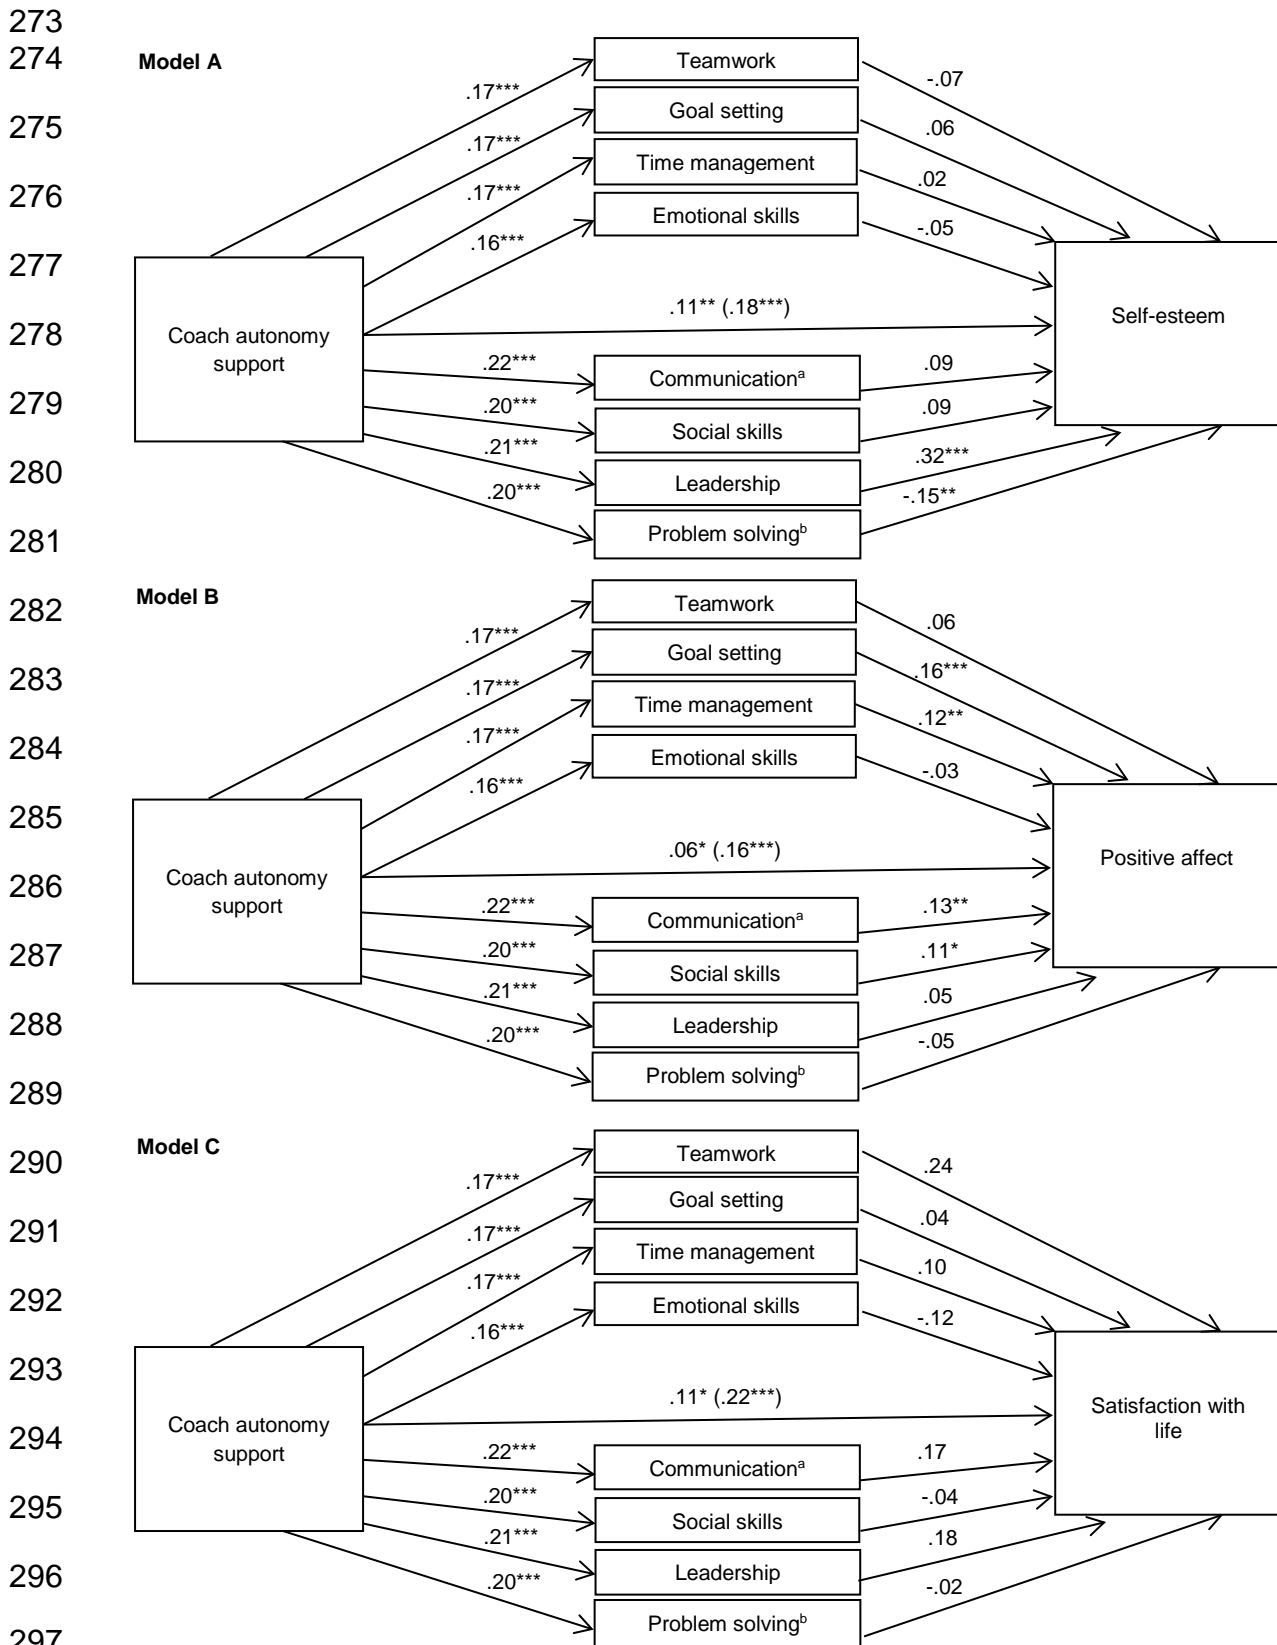 273
274
Model A
Teamwork
.17***
-.07
275
Goal setting
.17***
.06
276
Time management
.17***
.02
Emotional skills
.16***
-.05
277
278
Coach autonomy
support
.11** (.18***)
Self-esteem
279
.22***
Communicationᵃ
.09
.20***
Social skills
.09
280
.21***
Leadership
.32***
.20***
Problem solvingᵇ
-.15**
281
282
Model B
Teamwork
.17***
.06
283
Goal setting
.17***
.16***
284
Time management
.17***
.12**
Emotional skills
.16***
-.03
285
286
Coach autonomy
support
.06* (.16***)
Positive affect
287
.22***
Communicationᵃ
.13**
.20***
Social skills
.11*
288
.21***
Leadership
.05
.20***
Problem solvingᵇ
-.05
289
290
Model C
Teamwork
.17***
.24
291
Goal setting
.17***
.04
292
Time management
.17***
.10
Emotional skills
.16***
-.12
293
294
Coach autonomy
support
.11* (.22***)
Satisfaction with
life
295
.22***
Communicationᵃ
.17
.20***
Social skills
-.04
296
.21***
Leadership
.18
.20***
Problem solvingᵇ
-.02
297